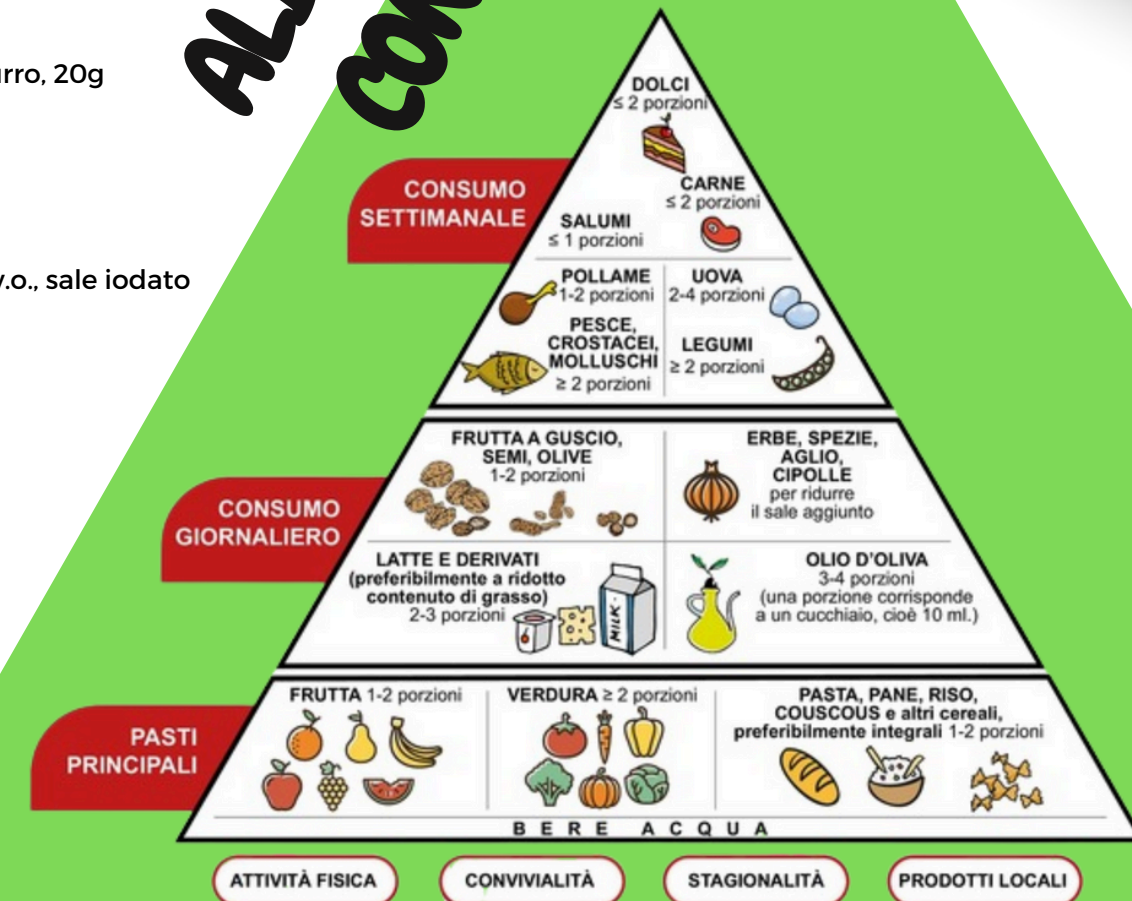 AL
CON
urro, 20g
v.o., sale iodato
DOLCI
≤ 2 porzioni
CONSUMO
SETTIMANALE
CARNE
≤ 2 porzioni
SALUMI
≤ 1 porzioni
POLLAME
1-2 porzioni
UOVA
2-4 porzioni
PESCE,
CROSTACEI,
MOLLUSCHI
≥ 2 porzioni
LEGUMI
≥ 2 porzioni
CONSUMO
GIORNALIERO
FRUTTA A GUSCIO,
SEMI, OLIVE
1-2 porzioni
ERBE, SPEZIE,
AGLIO,
CIPOLLE
per ridurre
il sale aggiunto
LATTE E DERIVATI
(preferibilmente a ridotto
contenuto di grasso)
2-3 porzioni
MILK
OLIO D'OLIVA
3-4 porzioni
(una porzione corrisponde
a un cucchiaio, cioè 10 ml.)
PASTI
PRINCIPALI
FRUTTA 1-2 porzioni
VERDURA ≥ 2 porzioni
PASTA, PANE, RISO,
COUSCOUS e altri cereali,
preferibilmente integrali 1-2 porzioni
BERE ACQUA
ATTIVITÀ FISICA
CONVIVIALITÀ
STAGIONALITÀ
PRODOTTI LOCALI